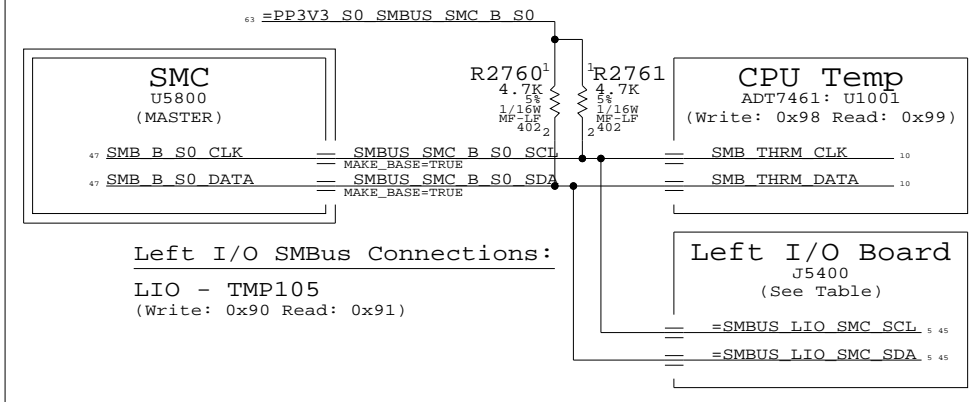 63 =PP3V3_S0_SMBUS_SMC_B_S0
SMC
U5800
(MASTER)
R2760
4.7K
5%
1/16W
MF-LF
402
1
2
R2761
4.7K
5%
1/16W
MF-LF
402
1
2
CPU Temp
ADT7461: U1001
(Write: 0x98 Read: 0x99)
47 SMB_B_S0_CLK
SMBUS_SMC_B_S0_SCL
MAKE_BASE=TRUE
SMB_THRM_CLK 10
47 SMB_B_S0_DATA
SMBUS_SMC_B_S0_SDA
MAKE_BASE=TRUE
SMB_THRM_DATA 10
Left I/O SMBus Connections:
LIO - TMP105
(Write: 0x90 Read: 0x91)
Left I/O Board
J5400
(See Table)
=SMBUS_LIO_SMC_SCL 5 45
=SMBUS_LIO_SMC_SDA 5 45